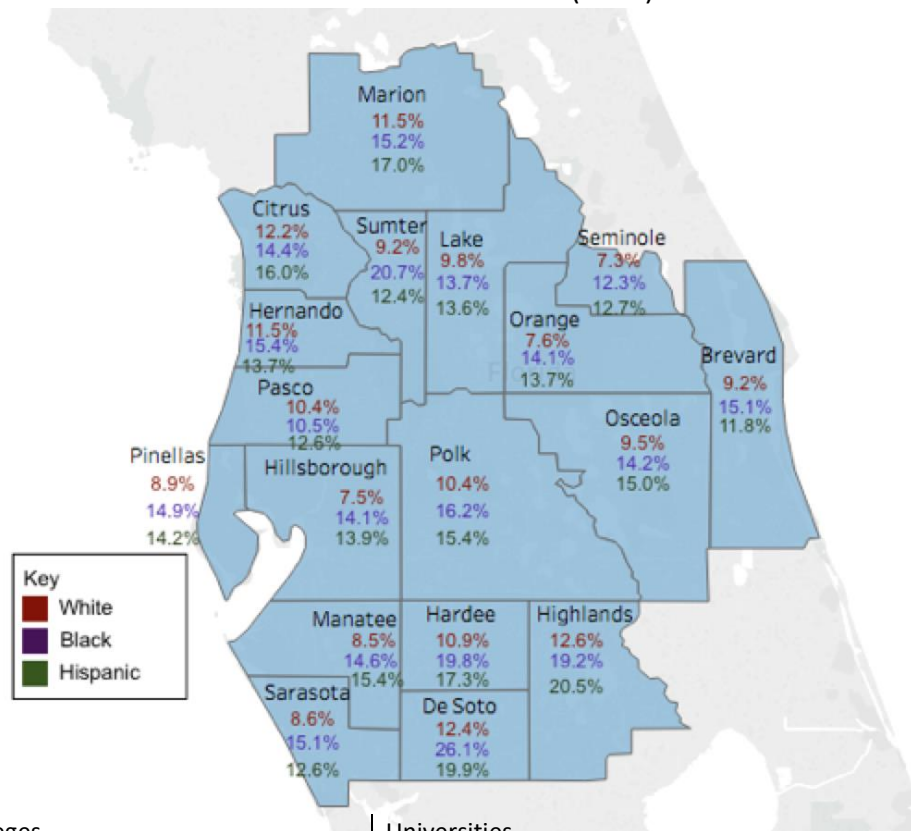 Marion
11.5%
15.2%
17.0%
Citrus
12.2%
14.4%
16.0%
Sumter
9.2%
20.7%
12.4%
Lake
9.8%
13.7%
13.6%
Seminole
7.3%
12.3%
12.7%
Hernando
11.5%
15.4%
13.7%
Orange
7.6%
14.1%
13.7%
Brevard
9.2%
15.1%
11.8%
Pasco
10.4%
10.5%
12.6%
Osceola
9.5%
14.2%
15.0%
Pinellas
8.9%
14.9%
14.2%
Hillsborough
7.5%
14.1%
13.9%
Polk
10.4%
16.2%
15.4%
Key
White
Black
Hispanic
Manatee
8.5%
14.6%
15.4%
Hardee
10.9%
19.8%
17.3%
Highlands
12.6%
19.2%
20.5%
Sarasota
8.6%
15.1%
12.6%
De Soto
12.4%
26.1%
19.9%
Universities